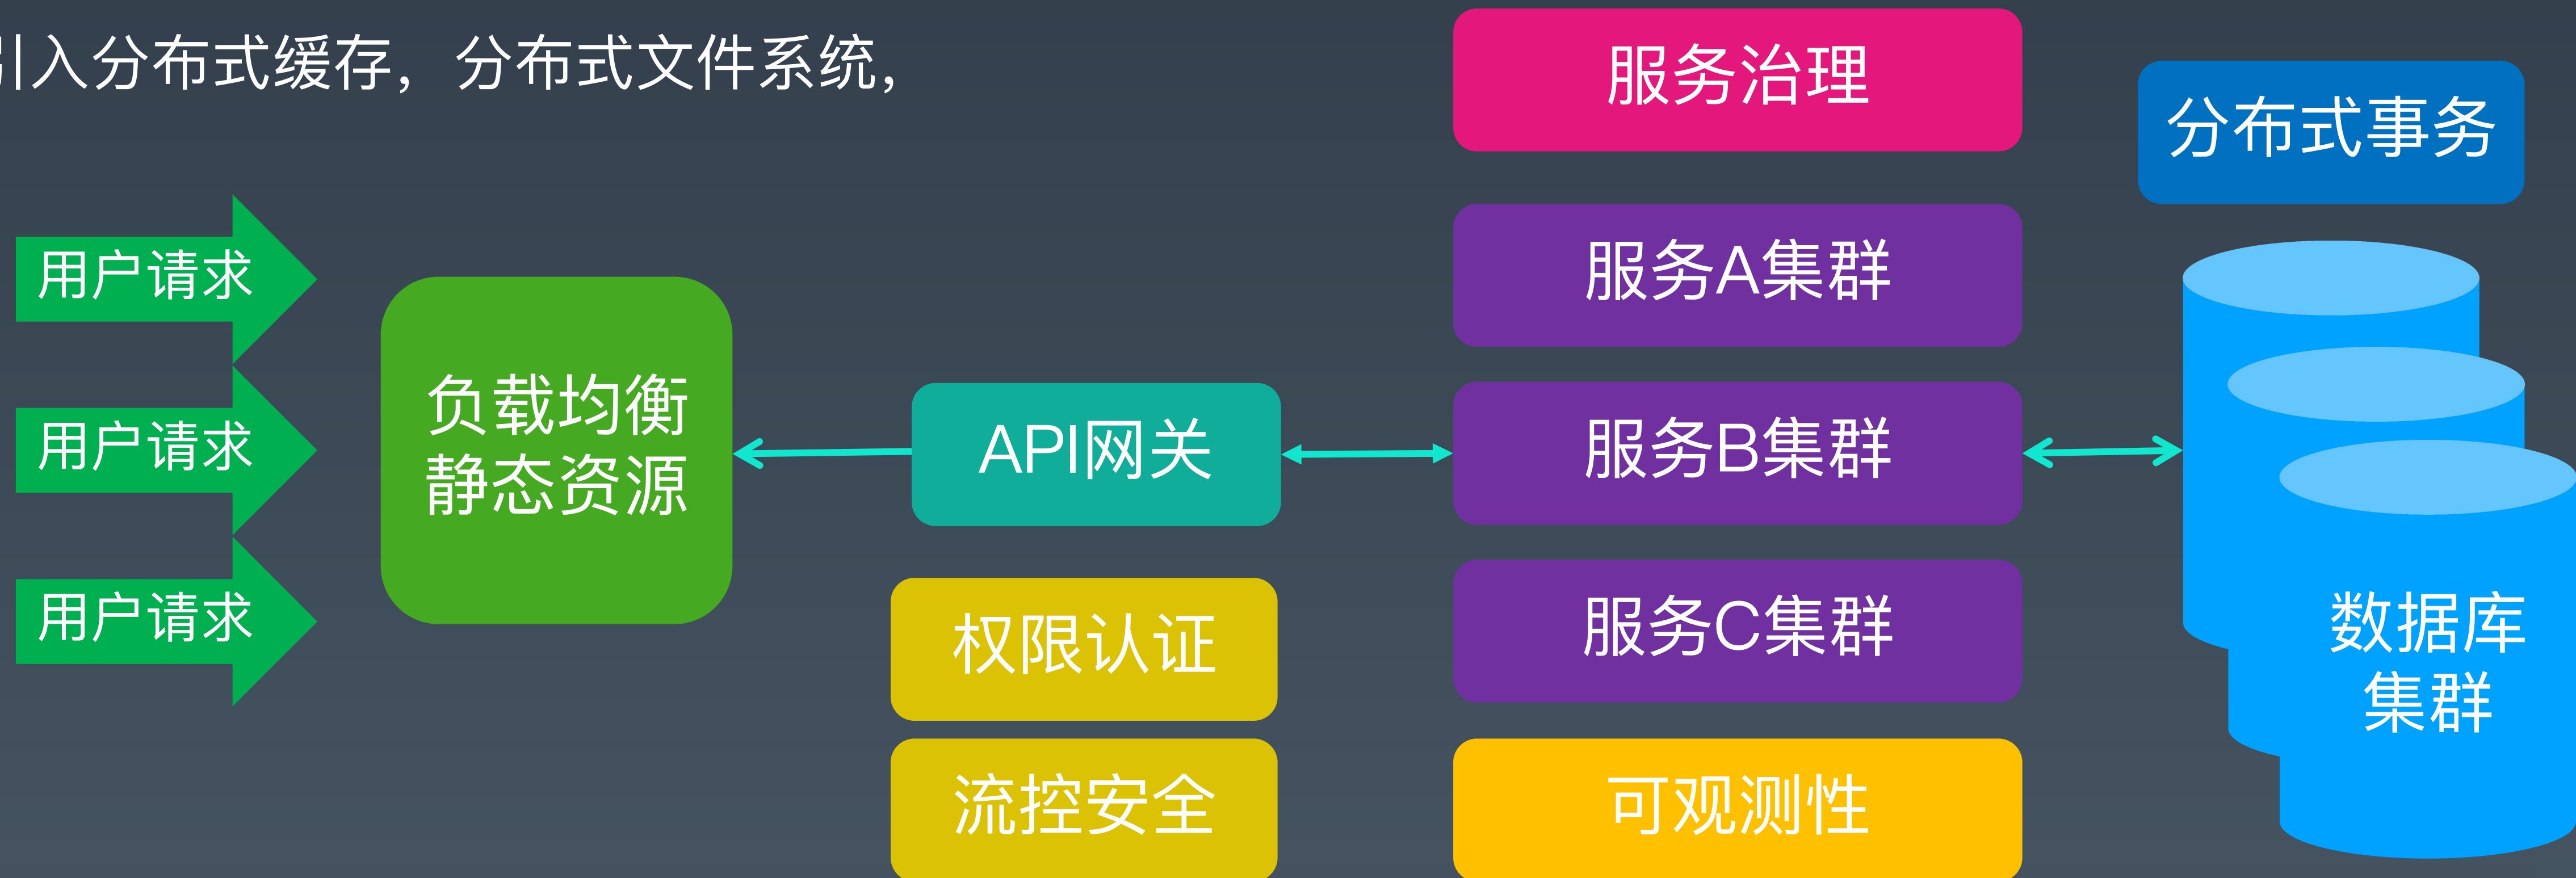 引入分布式缓存，分布式文件系统，
服务治理
分布式事务
用户请求
用户请求
用户请求
负载均衡
静态资源
API网关
权限认证
流控安全
服务A集群
服务B集群
服务C集群
可观测性
数据库
集群